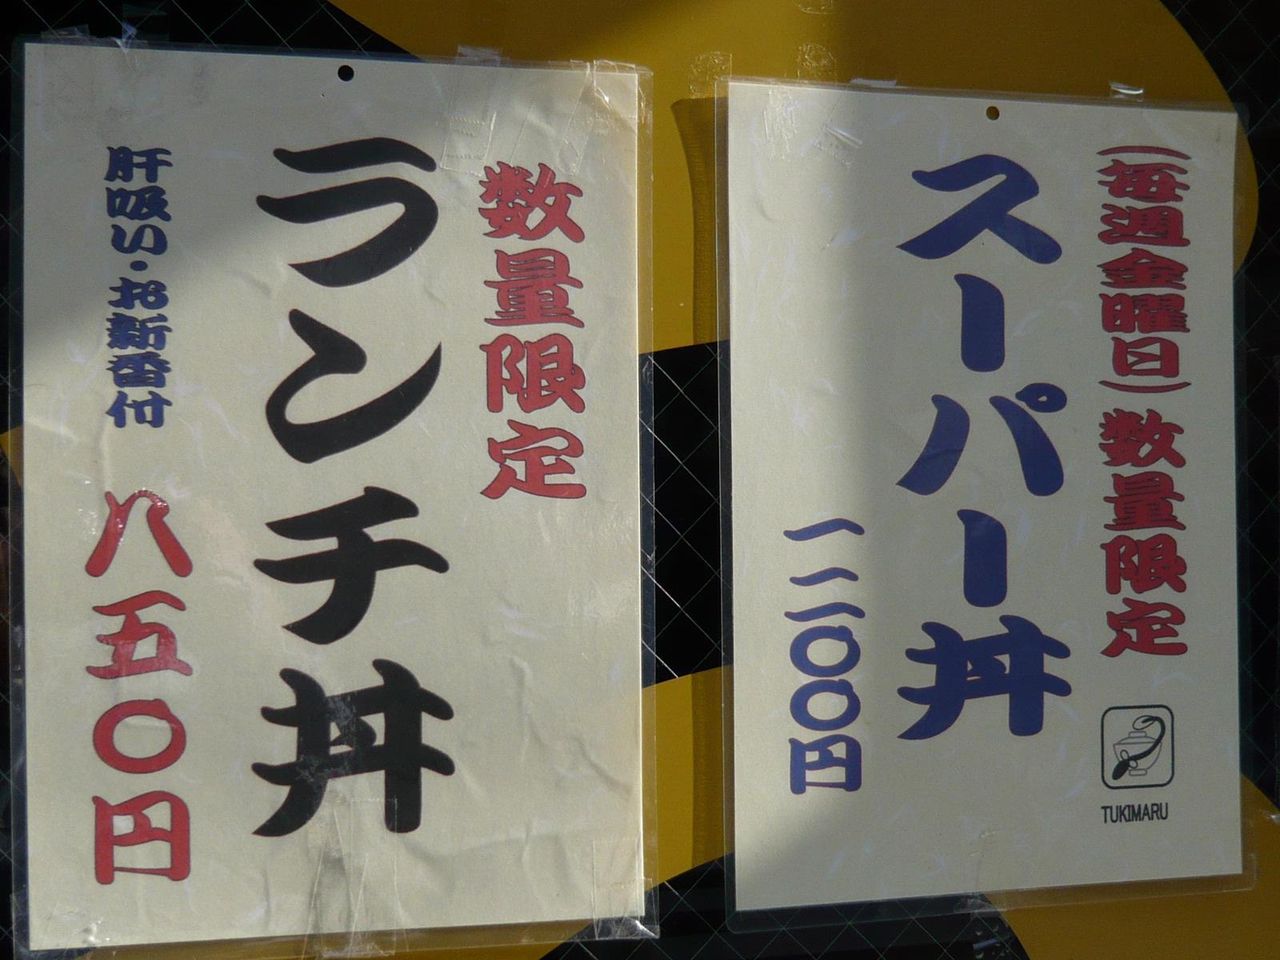 (毎週金曜日)数量限定
スーパー丼
一二〇〇円
TUKIMARU
数量限定
ランチ丼
肝吸い・お新香付 八五〇円